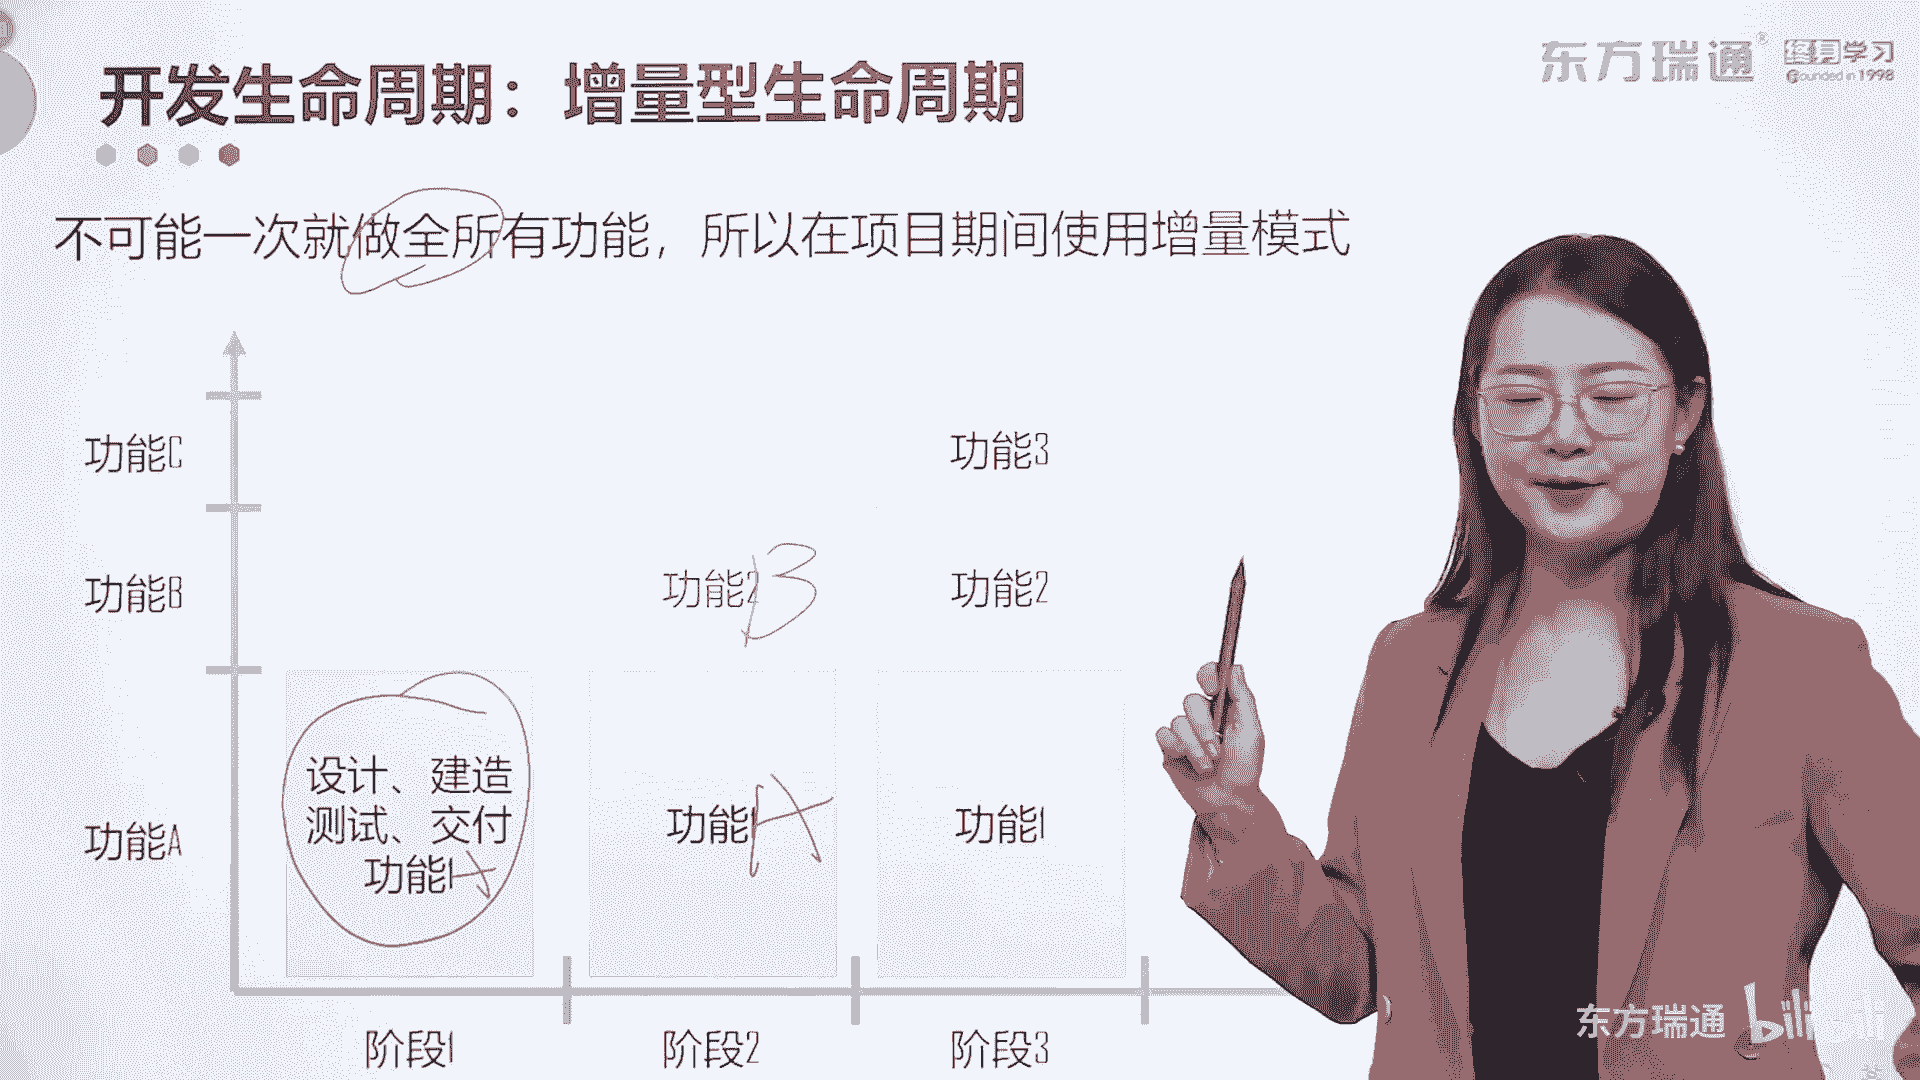 东方瑞通®
终身学习
Founded in 1998
开发生命周期：增量型生命周期
不可能一次就做全所有功能，所以在项目期间使用增量模式
功能C
功能3
功能B
功能2 B
功能2
功能A
设计、建造
测试、交付
功能1
功能1 A
功能1
阶段1
阶段2
阶段3
东方瑞通
bilibili